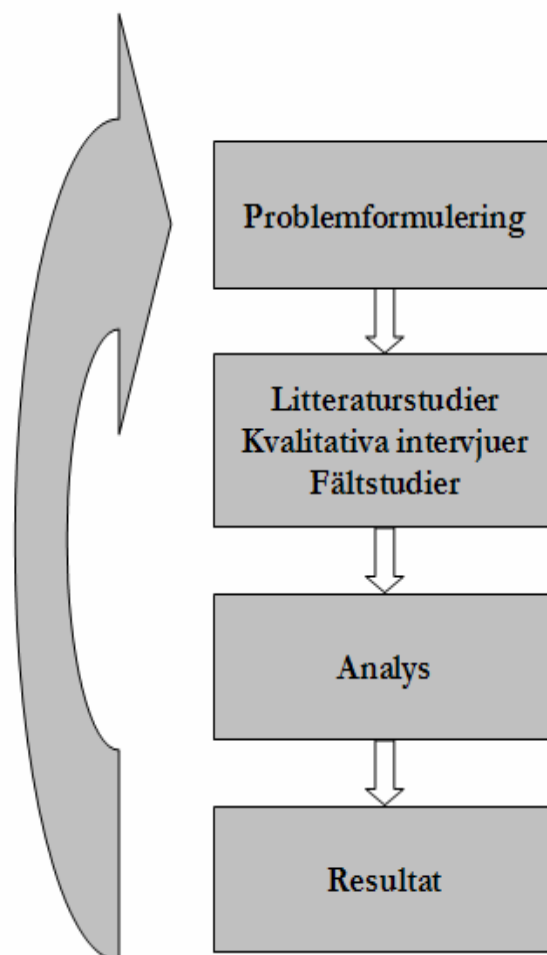 Problemformulering
Litteraturstudier
Kvalitativa intervjuer
Fältstudier
Analys
Resultat